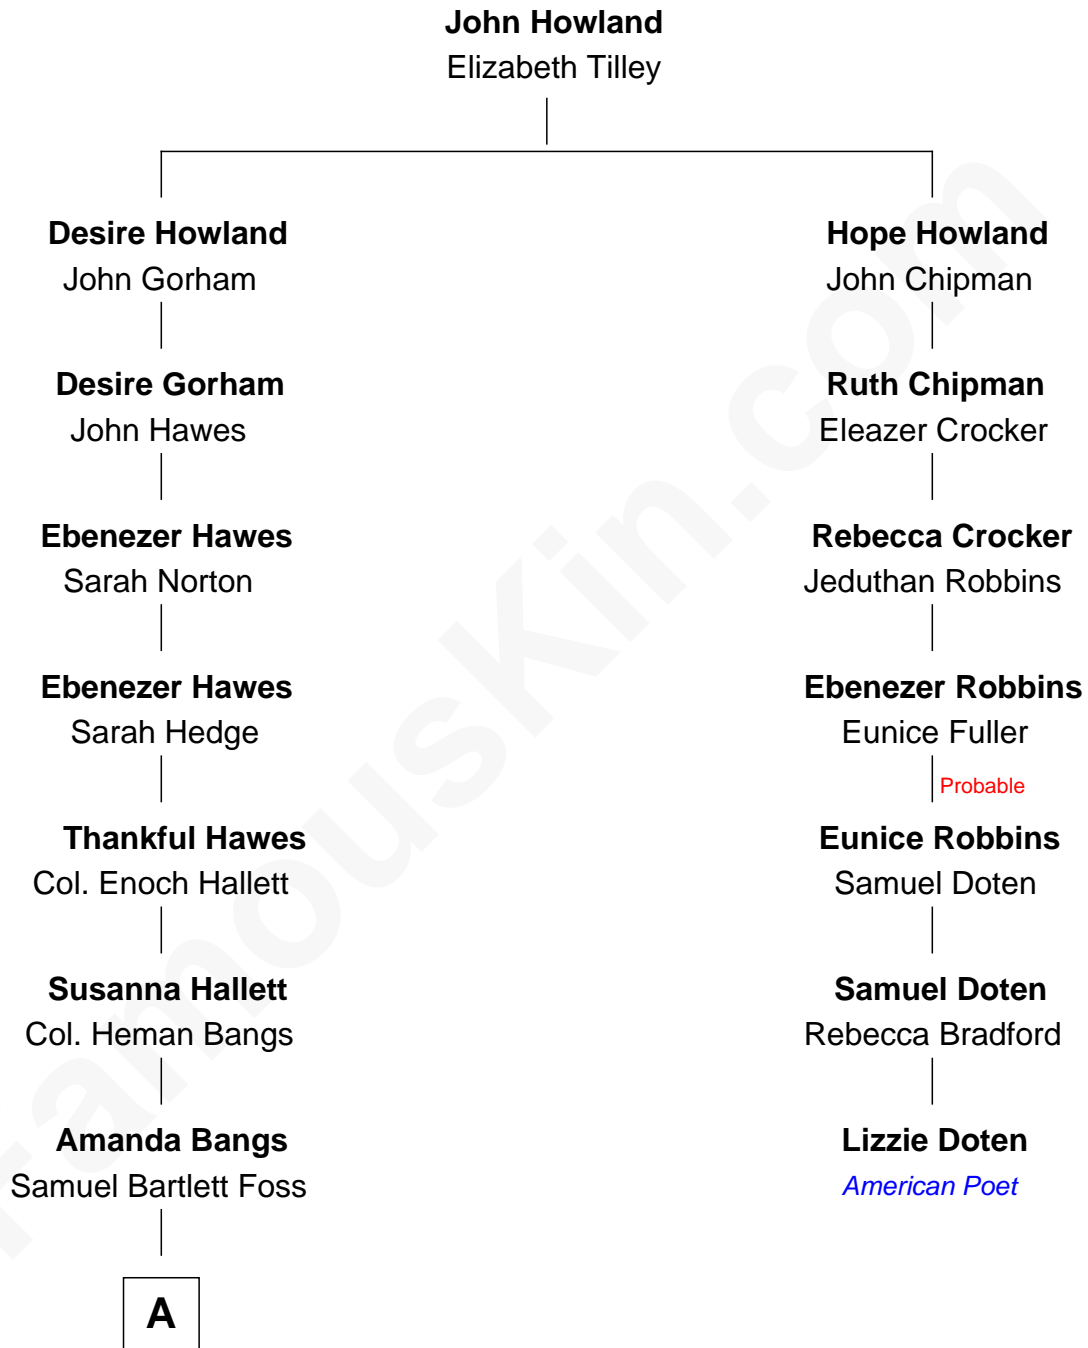 John Howland
Elizabeth Tilley
Desire Howland
John Gorham
Hope Howland
John Chipman
Desire Gorham
John Hawes
Ruth Chipman
Eleazer Crocker
Ebenezer Hawes
Sarah Norton
Rebecca Crocker
Jeduthan Robbins
Ebenezer Hawes
Sarah Hedge
Ebenezer Robbins
Eunice Fuller
Probable
Thankful Hawes
Col. Enoch Hallett
Eunice Robbins
Samuel Doten
Susanna Hallett
Col. Heman Bangs
Samuel Doten
Rebecca Bradford
Amanda Bangs
Samuel Bartlett Foss
Lizzie Doten
American Poet
A
FamousKin.com